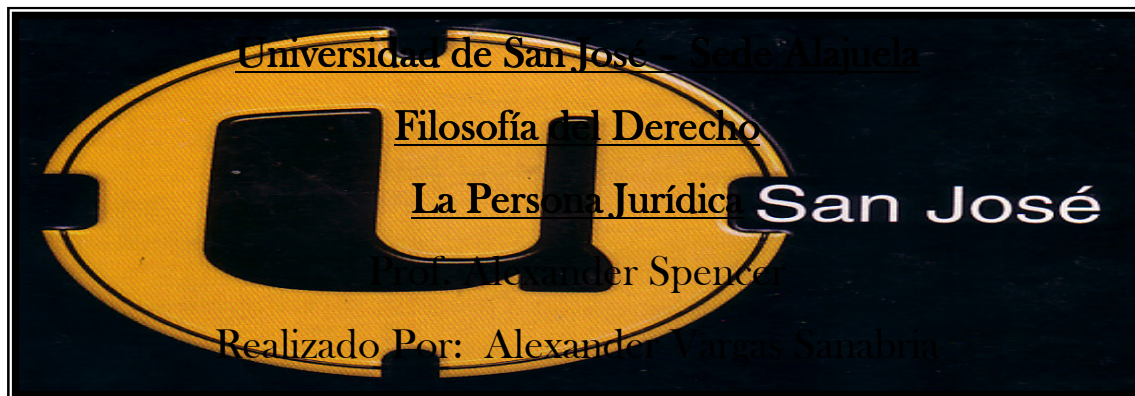 Universidad de San José – Sede Alajuela
Filosofía del Derecho
La Persona Jurídica
U San José
Prof. Alexander Spencer
Realizado Por: Alexander Vargas Sanabria